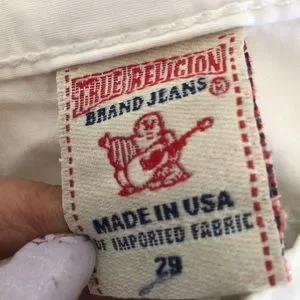 TRUE RELIGION
BRAND JEANS
MADE IN USA
OF IMPORTED FABRIC
29